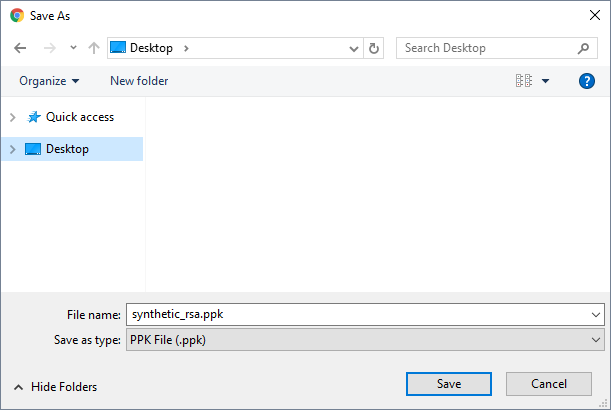 Save As
Desktop
Search Desktop
Organize
New folder
?
Quick access
Desktop
File name: synthetic_rsa.ppk
Save as type: PPK File (.ppk)
Hide Folders
Save
Cancel